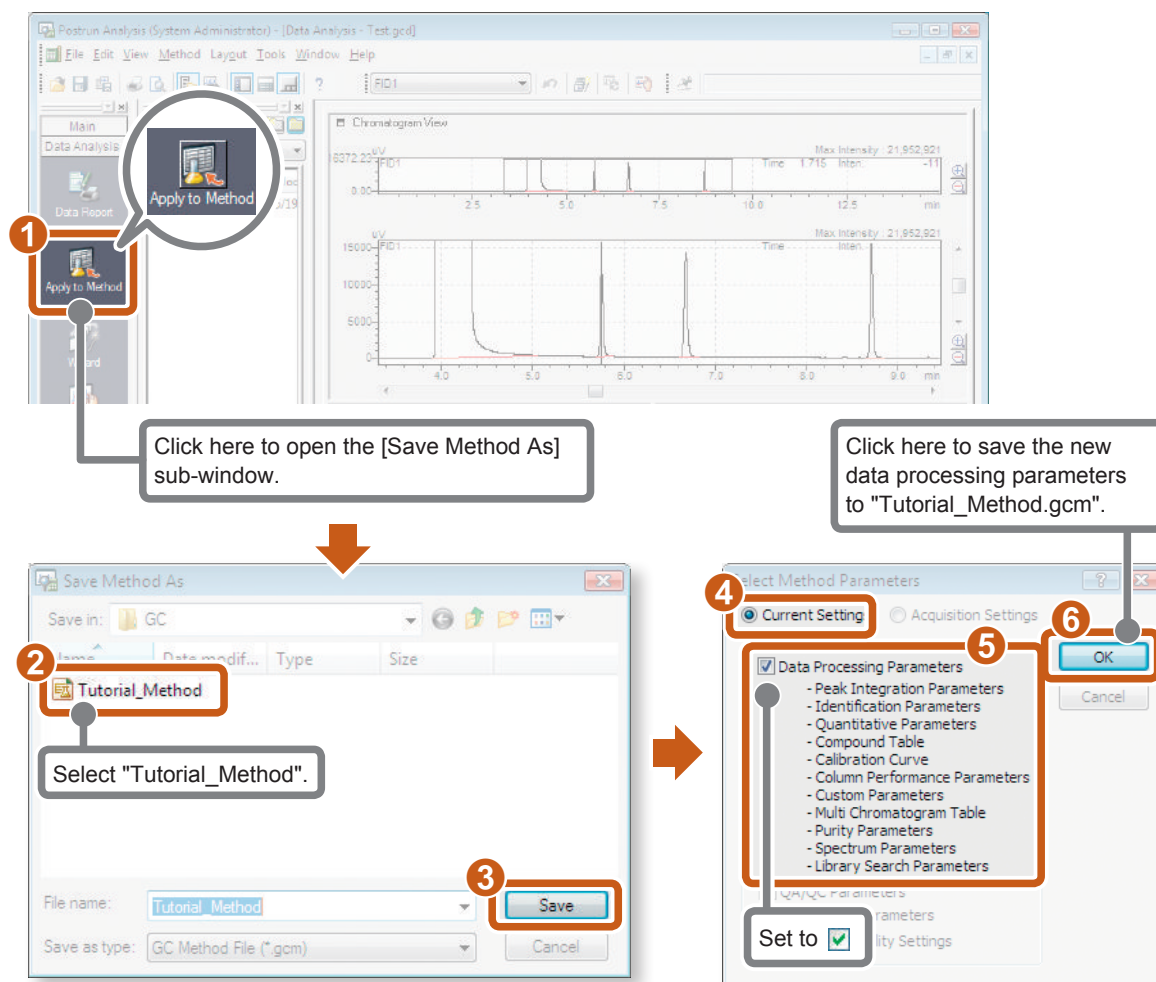 Postrun Analysis (System Administrator) - [Data Analysis - Test.gcd]
File Edit View Method Layout Tools Window Help
FID1
Main
Data Analysis
Data Report
Apply to Method
1
Apply to Method
Chromatogram View
uV
FID1
Max Intensity : 21,952,921
Time 1.715 Inten. -11
0.00
2.5 5.0 7.5 10.0 12.5 min
uV
Max Intensity : 21,952,921
15000 FID1 Time Inten.
10000
5000
0
4.0 5.0 6.0 7.0 8.0 9.0 min
Click here to open the [Save Method As]
sub-window.
Click here to save the new
data processing parameters
to "Tutorial_Method.gcm".
Save Method As
Save in: GC
Name Date modif... Type Size
2
Tutorial_Method
Select "Tutorial_Method".
3
File name: Tutorial_Method Save
Save as type: GC Method File (*.gcm) Cancel
Select Method Parameters
4
Current Setting Acquisition Settings
5
6
OK
Cancel
Data Processing Parameters
- Peak Integration Parameters
- Identification Parameters
- Quantitative Parameters
- Compound Table
- Calibration Curve
- Column Performance Parameters
- Custom Parameters
- Multi Chromatogram Table
- Purity Parameters
- Spectrum Parameters
- Library Search Parameters
QA/QC Parameters
Set to
Settings